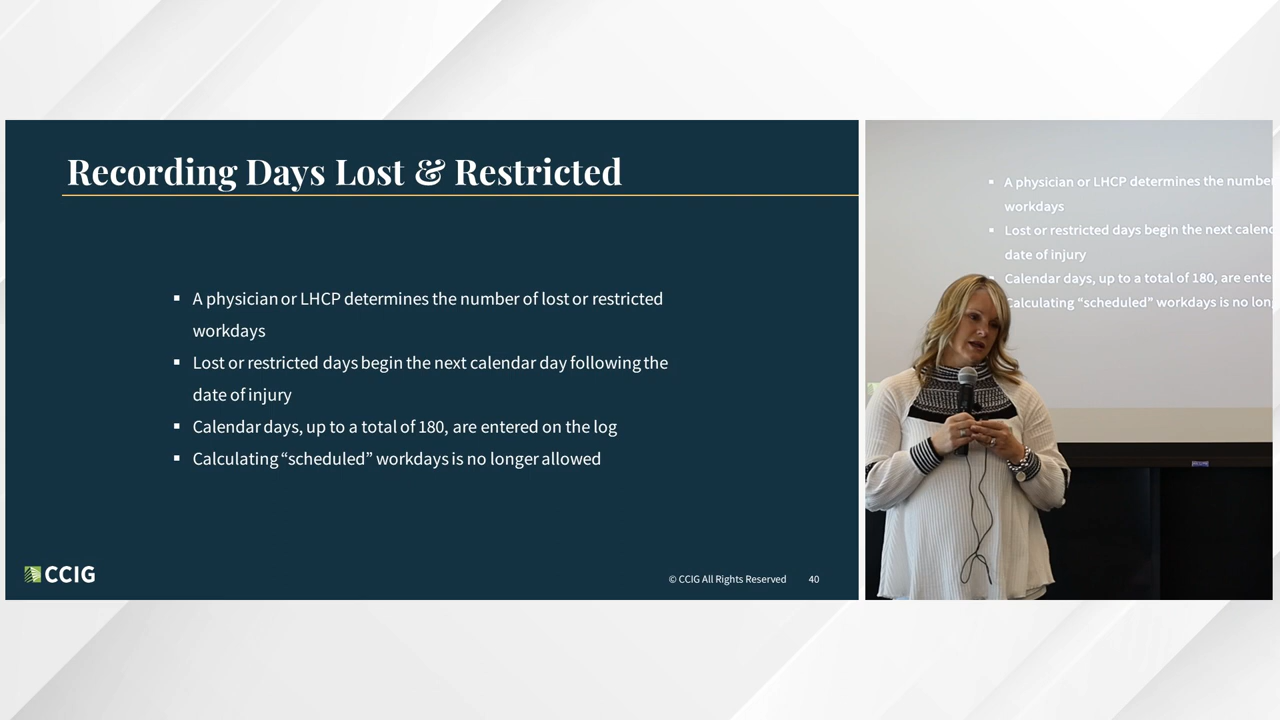 Recording Days Lost & Restricted
▪ A physician or LHCP determines the number of lost or restricted
workdays
▪ Lost or restricted days begin the next calendar day following the
date of injury
▪ Calendar days, up to a total of 180, are entered on the log
▪ Calculating “scheduled” workdays is no longer allowed
CCIG
© CCIG All Rights Reserved 40
▪ A physician or LHCP determines the number
workdays
▪ Lost or restricted days begin the next
date of injury
▪ Calendar days, up to a total of 180, are
Calculating “scheduled” workdays is no